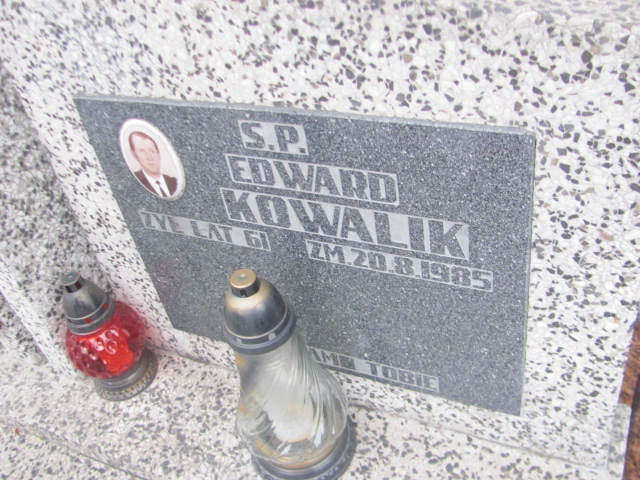 Ś.P.
EDWARD
KOWALIK
ŻYŁ LAT 61 ZM.20.8.1985
TOBIE